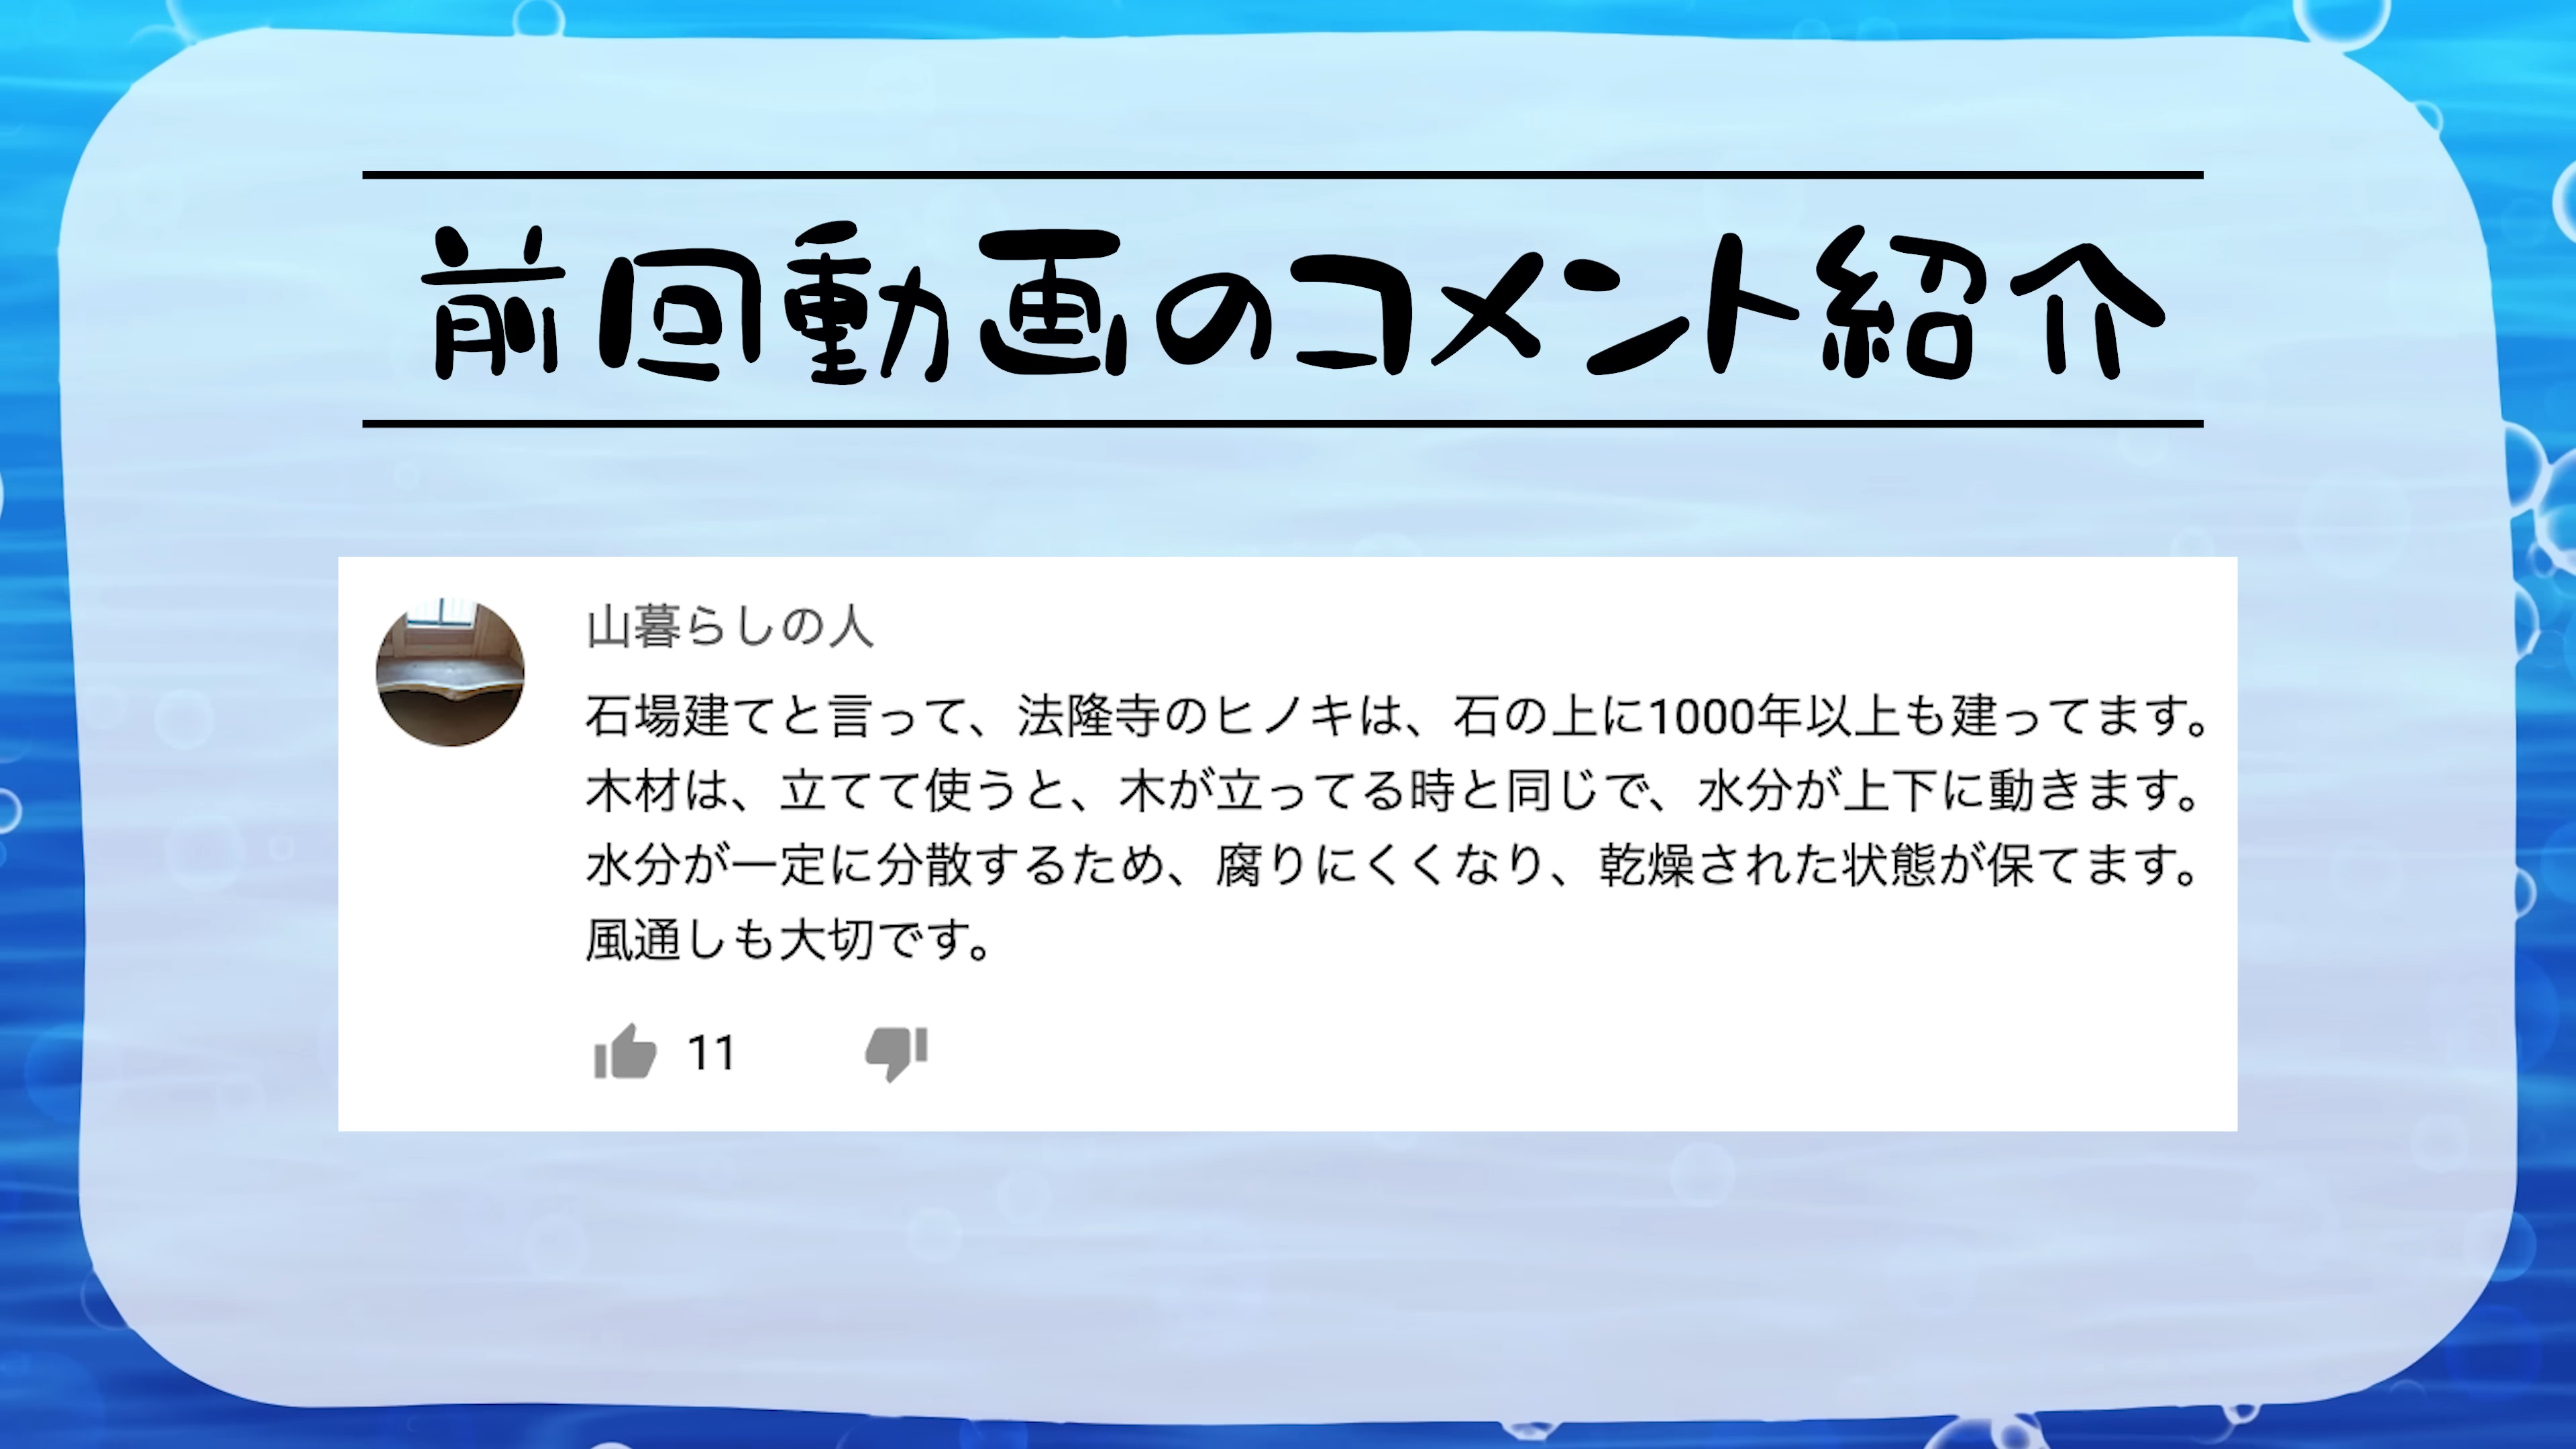 前回動画のコメント紹介
山暮らしの人
石場建てと言って、法隆寺のヒノキは、石の上に1000年以上も建ってます。
木材は、立てて使うと、木が立ってる時と同じで、水分が上下に動きます。
水分が一定に分散するため、腐りにくくなり、乾燥された状態が保てます。
風通しも大切です。
11